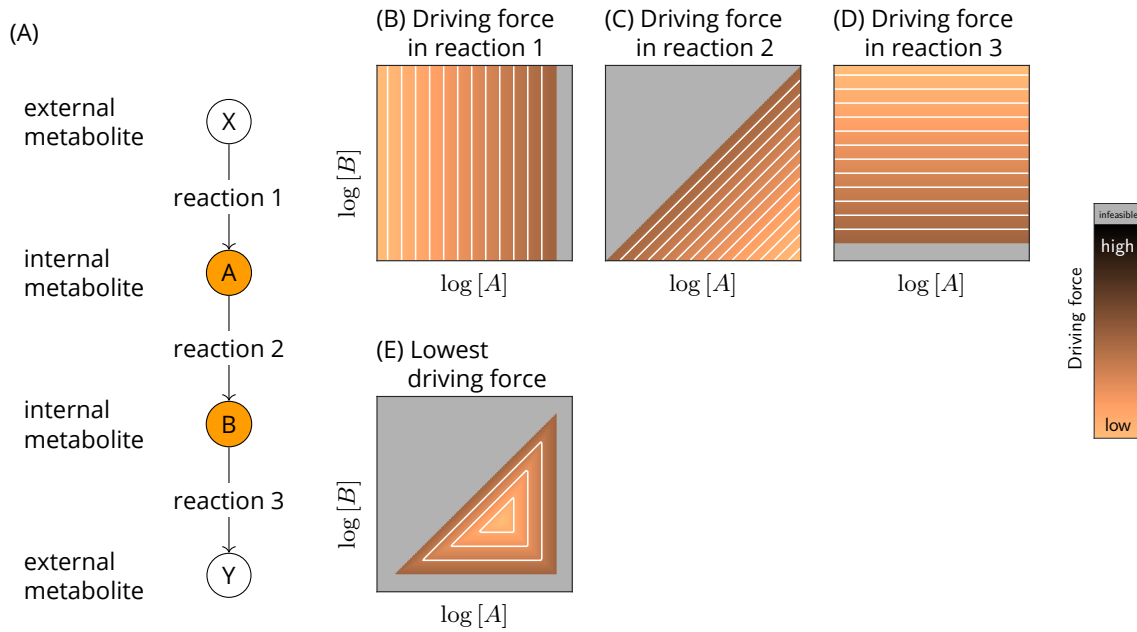 (A)
external
metabolite
X
reaction 1
internal
metabolite
A
reaction 2
internal
metabolite
B
reaction 3
external
metabolite
Y
(B) Driving force
in reaction 1
log [B]
log [A]
(C) Driving force
in reaction 2
log [A]
(D) Driving force
in reaction 3
log [A]
(E) Lowest
driving force
log [B]
log [A]
infeasible
high
Driving force
low